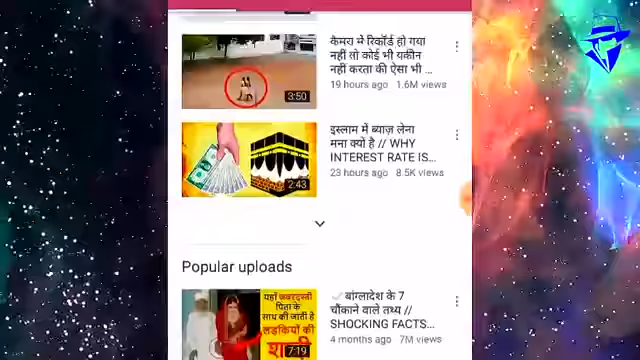 कैमरा मे रिकॉर्ड हो गया
नहीं तो कोई भी यकीन
नहीं करता की ऐसा भी ...
19 hours ago 1.6M views
3:50
इस्लाम में ब्याज़ लेना
मना क्यों है // WHY
INTEREST RATE IS...
23 hours ago 8.5K views
2:43
Popular uploads
बांग्लादेश के 7
चौंकाने वाले तथ्य //
SHOCKING FACTS...
4 months ago 7M views
यहाँ जबरदस्ती
पिता के
साथ की जाती है
लड़कियों की
7:19